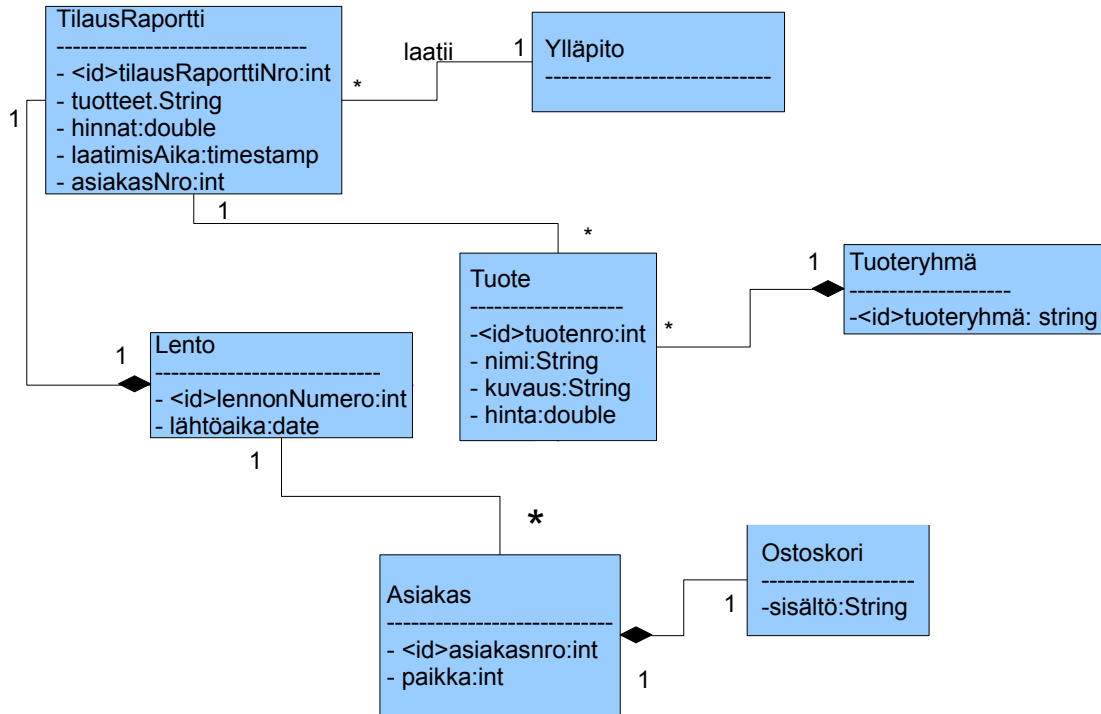 TilausRaportti
-------------------------------
- <id>tilausRaporttiNro:int
- tuotteet.String
- hinnat:double
- laatimisAika:timestamp
- asiakasNro:int
laatii
1
*
Ylläpito
----------------------------
1
1
*
Tuote
-------------------
-<id>tuotenro:int
- nimi:String
- kuvaus:String
- hinta:double
*
1
Tuoteryhmä
--------------------
-<id>tuoteryhmä: string
1
Lento
----------------------------
- <id>lennonNumero:int
- lähtöaika:date
1
*
Asiakas
----------------------------
- <id>asiakasnro:int
- paikka:int
1
1
Ostoskori
-------------------
-sisältö:String